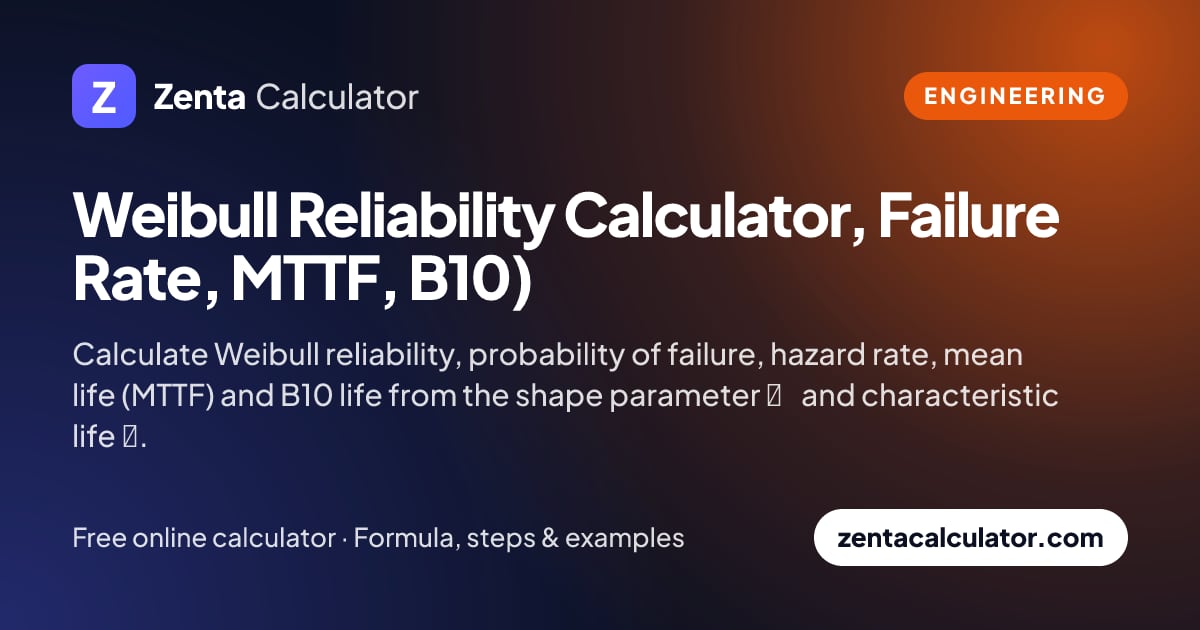 Z
Zenta Calculator
ENGINEERING
Weibull Reliability Calculator, Failure
Rate, MTTF, B10)
Calculate Weibull reliability, probability of failure, hazard rate, mean
life (MTTF) and B10 life from the shape parameter and characteristic
life .
Free online calculator · Formula, steps & examples
zentacalculator.com